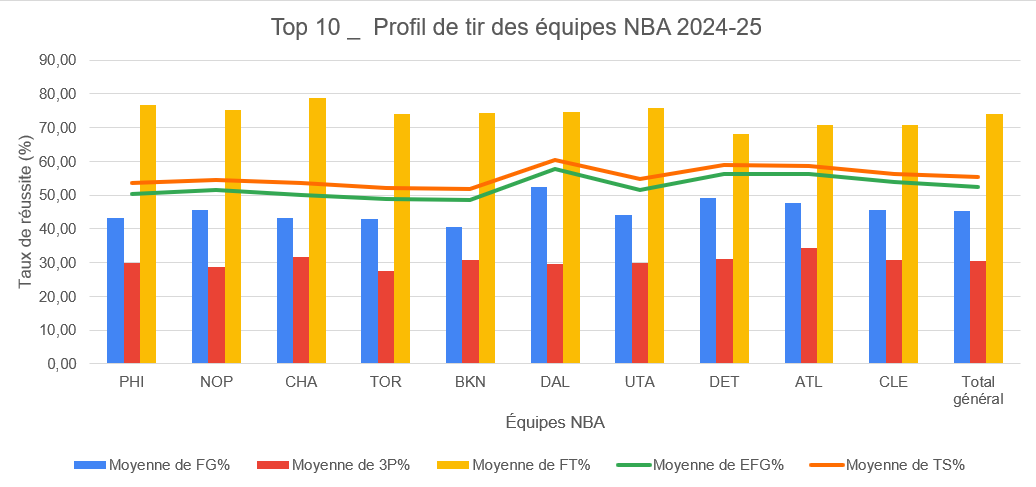 Top 10 _  Profil de tir des équipes NBA 2024-25
Taux de réussite (%)
90,00
80,00
70,00
60,00
50,00
40,00
30,00
20,00
10,00
0,00
PHI NOP CHA TOR BKN DAL UTA DET ATL CLE Total
général
Équipes NBA
Moyenne de FG% Moyenne de 3P% Moyenne de FT% Moyenne de EFG% Moyenne de TS%